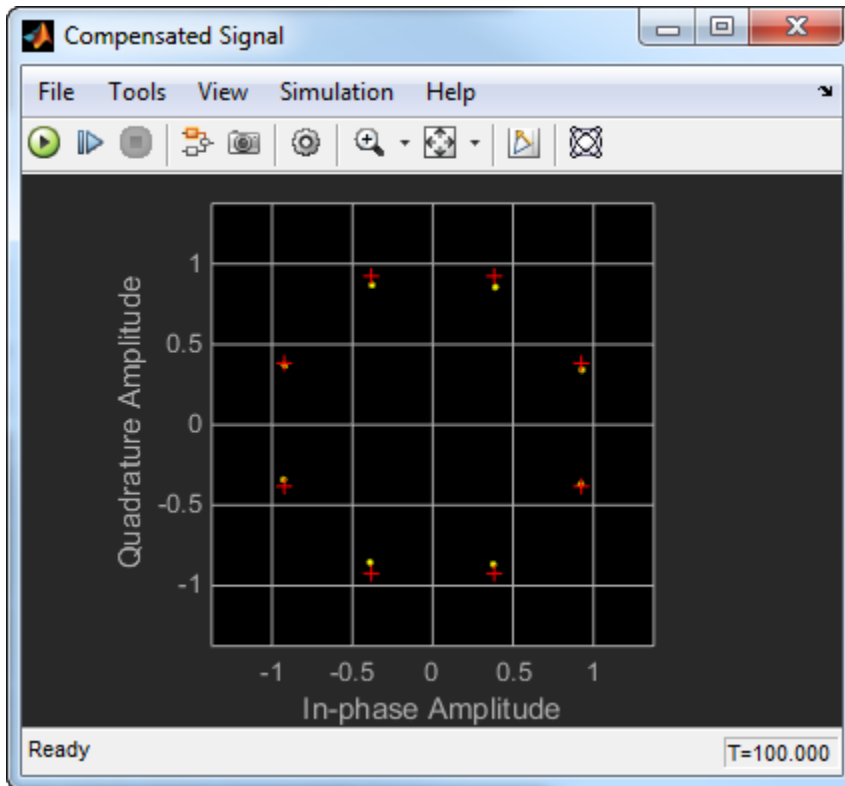 Compensated Signal
File Tools View Simulation Help
Quadrature Amplitude
1
0.5
0
-0.5
-1
-1 -0.5 0 0.5 1
In-phase Amplitude
Ready T=100.000